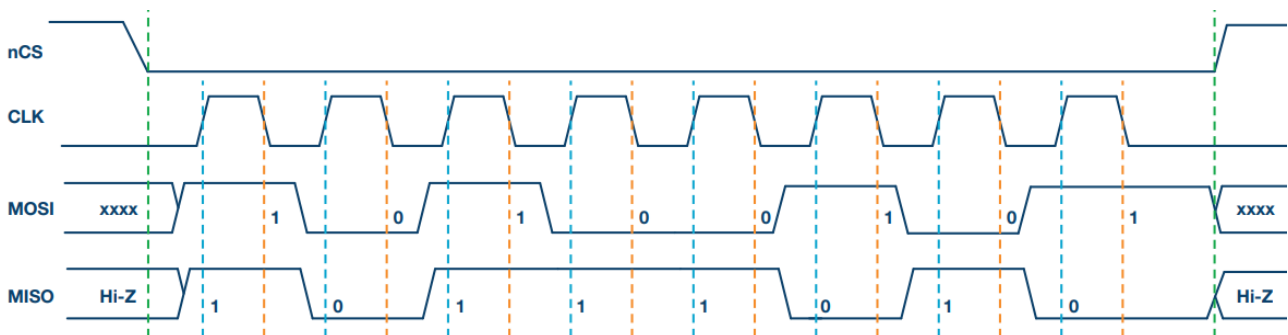 nCS
CLK
MOSI xxxx 1 0 1 0 0 1 0 1 xxxx
MISO Hi-Z 1 0 1 1 1 0 1 0 Hi-Z